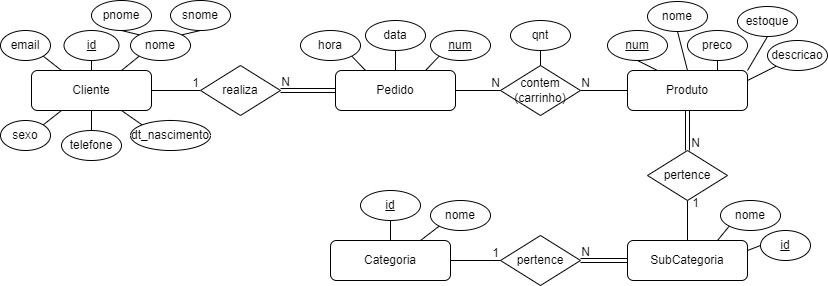 pnome
snome
email
id
nome
Cliente
sexo
telefone
dt_nascimento
1
realiza
N
hora
data
num
Pedido
N
qnt
contem
(carrinho)
N
num
nome
preco
estoque
descricao
Produto
N
pertence
1
id
nome
Categoria
1
pertence
N
SubCategoria
nome
id